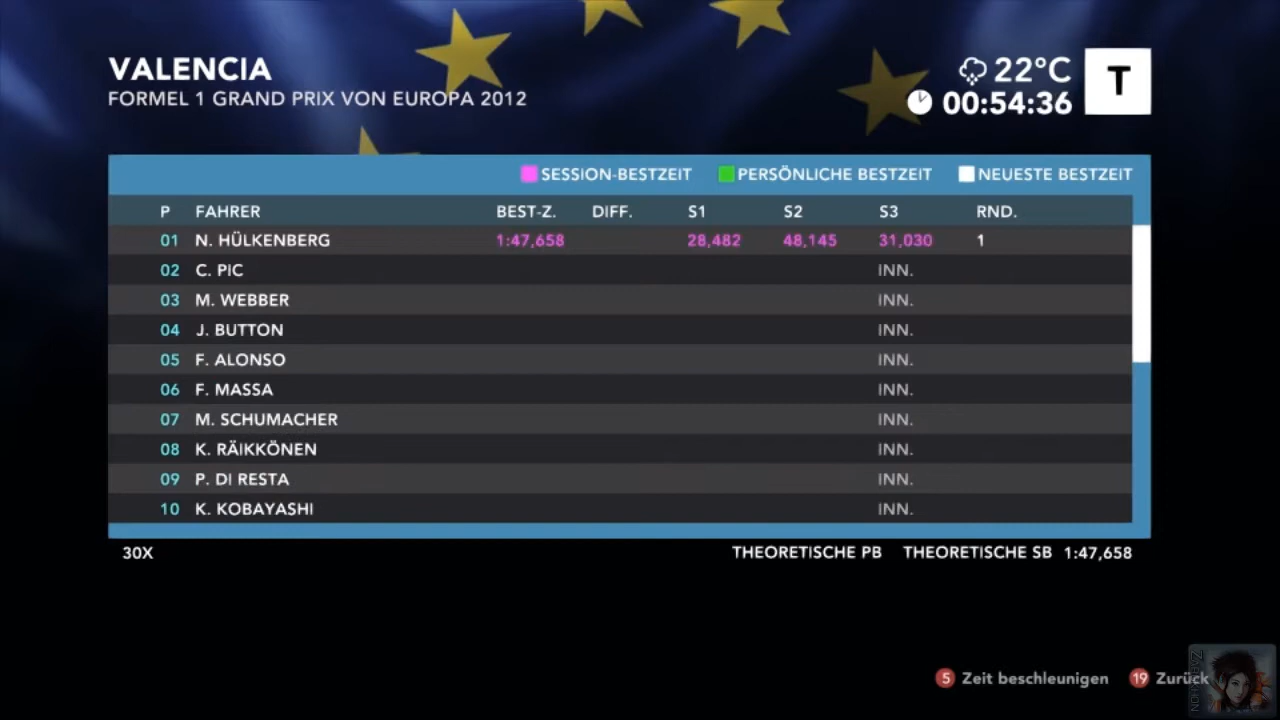 VALENCIA
FORMEL 1 GRAND PRIX VON EUROPA 2012
22°C
00:54:36
T
SESSION-BESTZEIT PERSÖNLICHE BESTZEIT NEUESTE BESTZEIT
P FAHRER BEST-Z. DIFF. S1 S2 S3 RND.
01 N. HÜLKENBERG 1:47,658 28,482 48,145 31,030 1
02 C. PIC INN.
03 M. WEBBER INN.
04 J. BUTTON INN.
05 F. ALONSO INN.
06 F. MASSA INN.
07 M. SCHUMACHER INN.
08 K. RÄIKKÖNEN INN.
09 P. DI RESTA INN.
10 K. KOBAYASHI INN.
30X THEORETISCHE PB THEORETISCHE SB 1:47,658
5 Zeit beschleunigen 19 Zurück